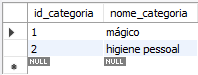 id_categoria nome_categoria
1 mágico
2 higiene pessoal
NULL NULL